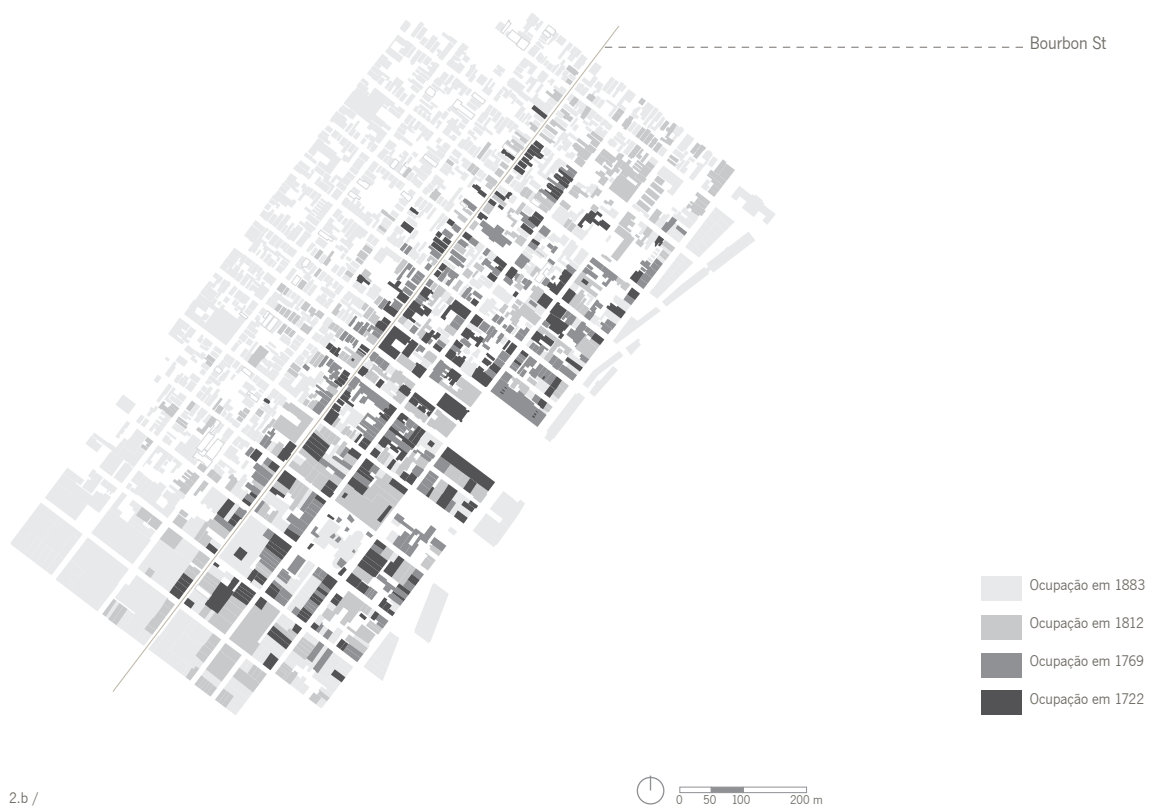 Bourbon St
Ocupação em 1883
Ocupação em 1812
Ocupação em 1769
Ocupação em 1722
2.b /
0 50 100 200 m